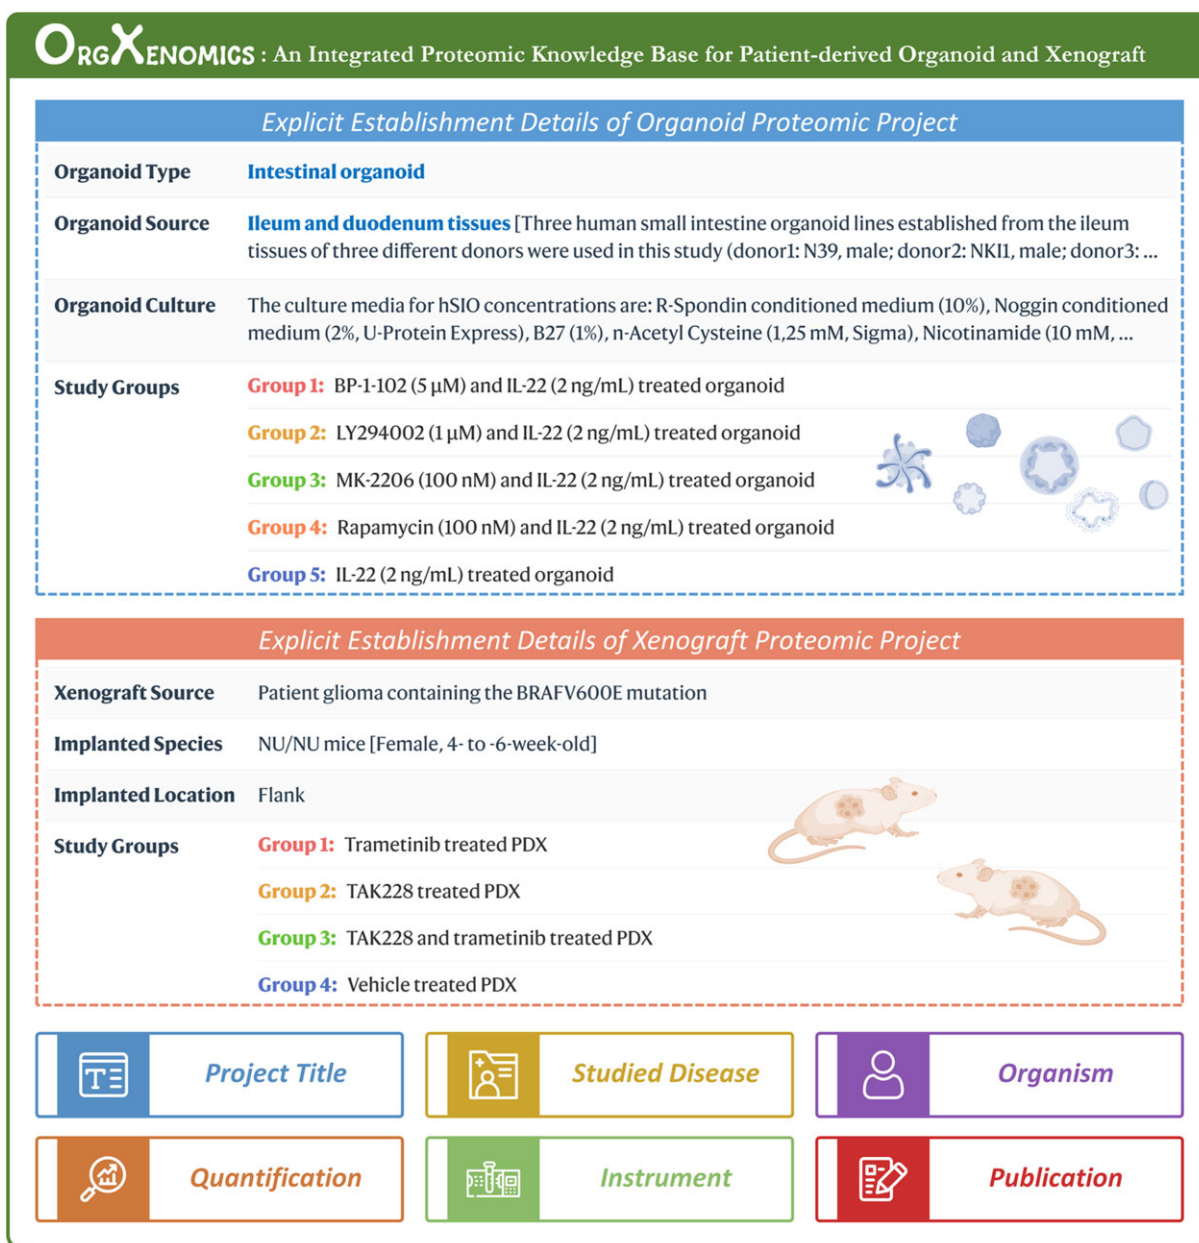 ORGXENOMICS : An Integrated Proteomic Knowledge Base for Patient-derived Organoid and Xenograft
Explicit Establishment Details of Organoid Proteomic Project
Organoid Type Intestinal organoid
Organoid Source Ileum and duodenum tissues [Three human small intestine organoid lines established from the ileum
tissues of three different donors were used in this study (donor1: N39, male; donor2: NKI1, male; donor3: ...
Organoid Culture The culture media for hSIO concentrations are: R-Spondin conditioned medium (10%), Noggin conditioned
medium (2%, U-Protein Express), B27 (1%), n-Acetyl Cysteine (1,25 mM, Sigma), Nicotinamide (10 mM, ...
Study Groups Group 1: BP-1-102 (5 μM) and IL-22 (2 ng/mL) treated organoid
Group 2: LY294002 (1 μM) and IL-22 (2 ng/mL) treated organoid
Group 3: MK-2206 (100 nM) and IL-22 (2 ng/mL) treated organoid
Group 4: Rapamycin (100 nM) and IL-22 (2 ng/mL) treated organoid
Group 5: IL-22 (2 ng/mL) treated organoid
Explicit Establishment Details of Xenograft Proteomic Project
Xenograft Source Patient glioma containing the BRAFV600E mutation
Implanted Species NU/NU mice [Female, 4- to -6-week-old]
Implanted Location Flank
Study Groups Group 1: Trametinib treated PDX
Group 2: TAK228 treated PDX
Group 3: TAK228 and trametinib treated PDX
Group 4: Vehicle treated PDX
Project Title Studied Disease Organism
Quantification Instrument Publication